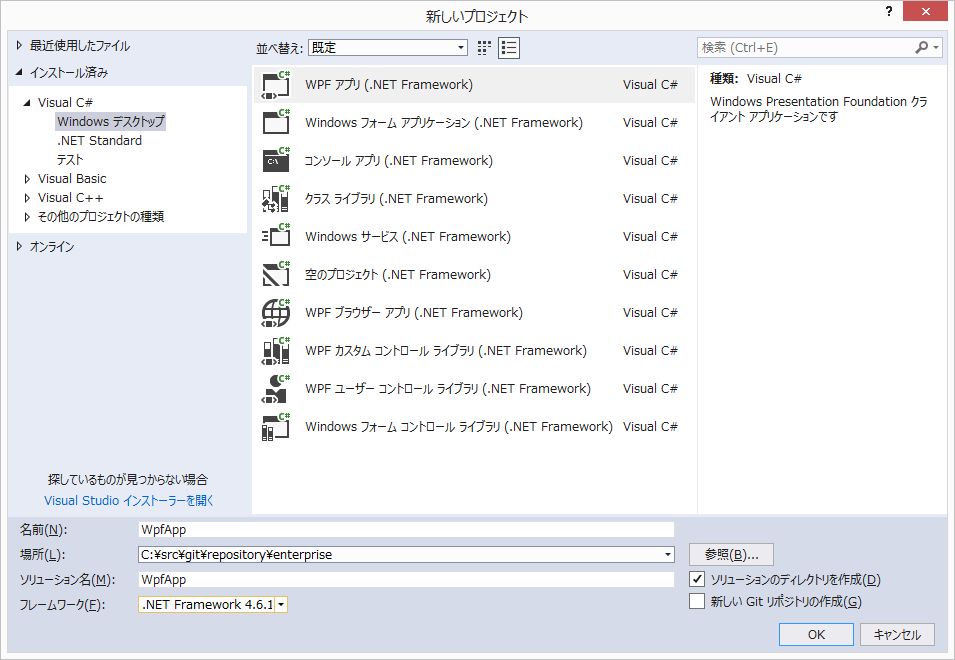 新しいプロジェクト
?
最近使用したファイル
並べ替え: 既定
検索 (Ctrl+E)
インストール済み
Visual C#
Windows デスクトップ
.NET Standard
テスト
Visual Basic
Visual C++
その他のプロジェクトの種類
オンライン
探しているものが見つからない場合
Visual Studio インストーラーを開く
C# WPF アプリ (.NET Framework) Visual C#
C# Windows フォーム アプリケーション (.NET Framework) Visual C#
C# C:\ コンソール アプリ (.NET Framework) Visual C#
C# クラス ライブラリ (.NET Framework) Visual C#
C# Windows サービス (.NET Framework) Visual C#
C# 空のプロジェクト (.NET Framework) Visual C#
C# WPF ブラウザー アプリ (.NET Framework) Visual C#
C# WPF カスタム コントロール ライブラリ (.NET Framework) Visual C#
C# WPF ユーザー コントロール ライブラリ (.NET Framework) Visual C#
C# Windows フォーム コントロール ライブラリ (.NET Framework) Visual C#
種類: Visual C#
Windows Presentation Foundation クラ
イアント アプリケーションです
名前(N): WpfApp
場所(L): C:¥src¥git¥repository¥enterprise 参照(B)...
ソリューション名(M): WpfApp ソリューションのディレクトリを作成(D)
フレームワーク(F): .NET Framework 4.6.1 新しい Git リポジトリの作成(G)
OK キャンセル